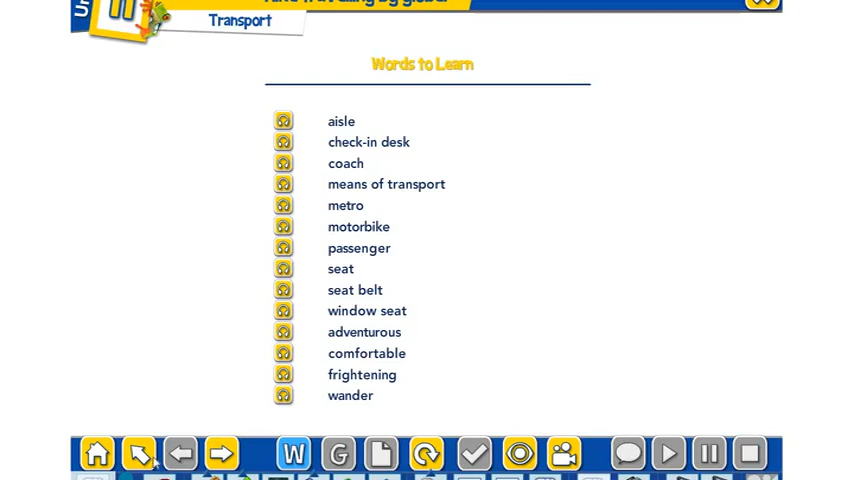 11
Transport
Words to Learn
aisle
check-in desk
coach
means of transport
metro
motorbike
passenger
seat
seat belt
window seat
adventurous
comfortable
frightening
wander
W
G